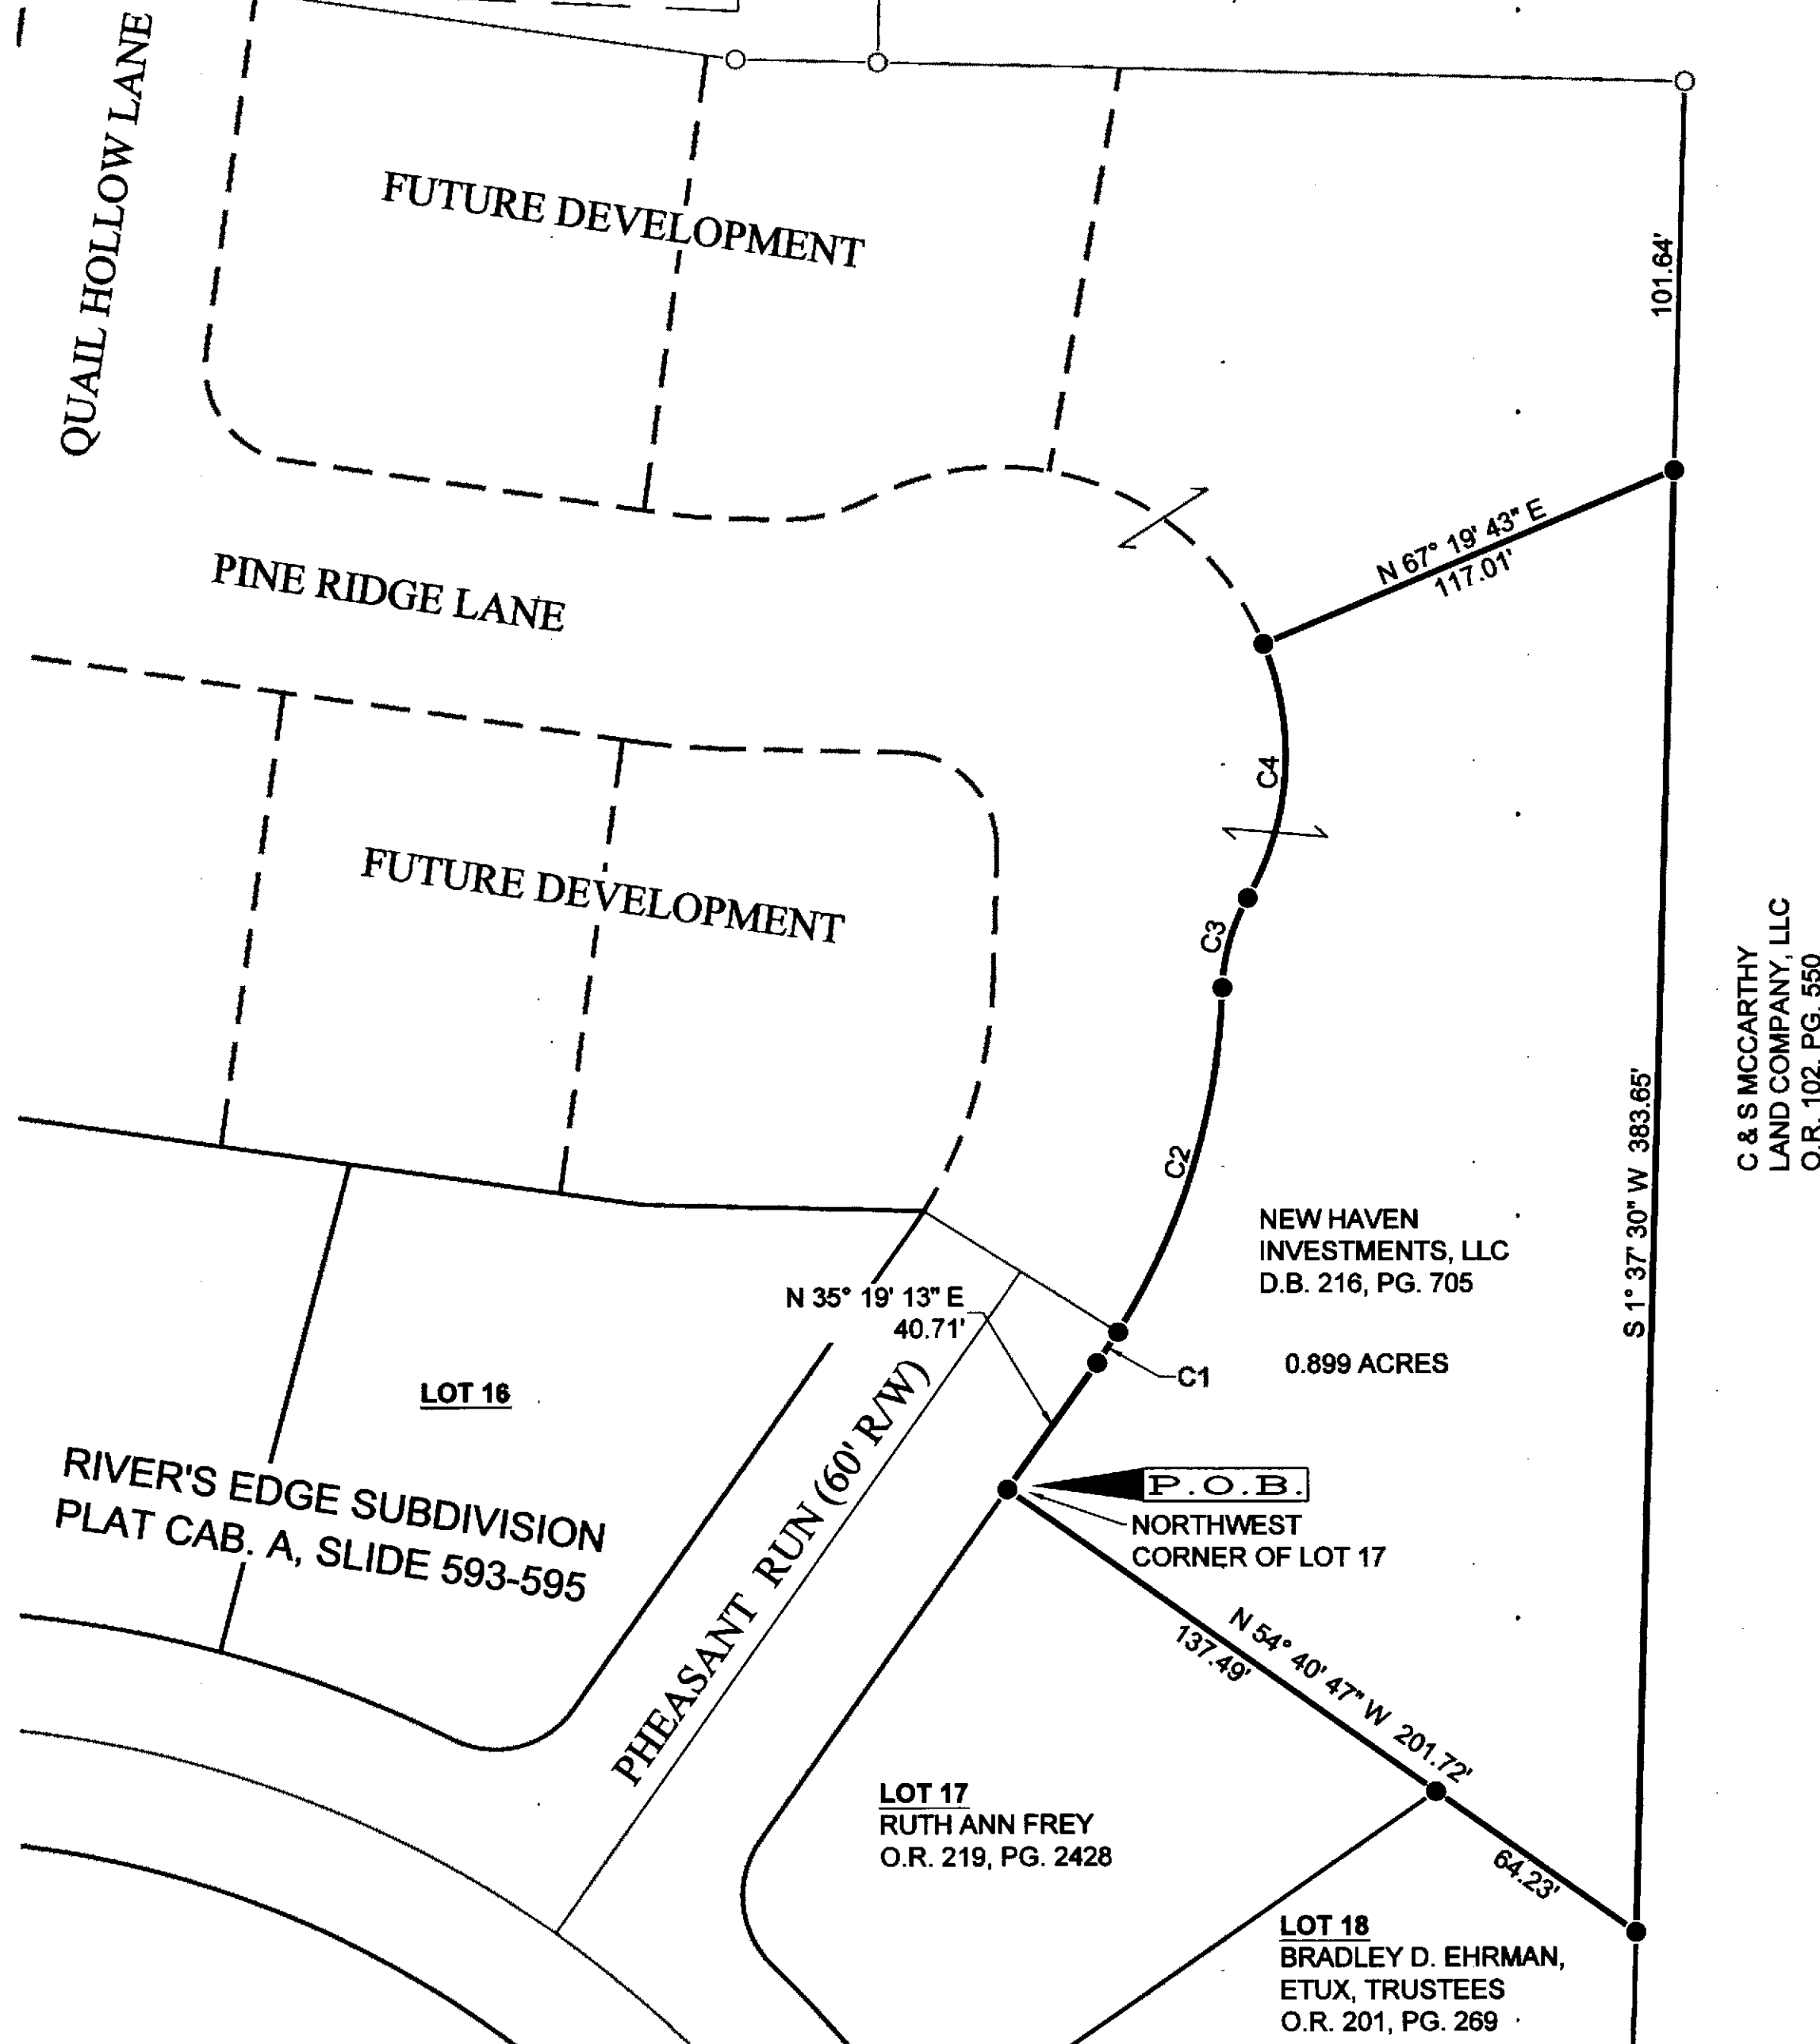 QUAIL HOLLOW LANE
FUTURE DEVELOPMENT
101.64'
N 67° 19' 43" E
117.01'
PINE RIDGE LANE
C4
FUTURE DEVELOPMENT
C3
C & S MCCARTHY
LAND COMPANY, LLC
O.R. 102, PG. 550
S 1° 37' 30" W 383.65'
C2
NEW HAVEN
INVESTMENTS, LLC
D.B. 216, PG. 705
N 35° 19' 13" E
40.71'
0.899 ACRES
C1
LOT 16
PHEASANT RUN (60' R/W)
RIVER'S EDGE SUBDIVISION
PLAT CAB. A, SLIDE 593-595
P.O.B.
NORTHWEST
CORNER OF LOT 17
N 54° 40' 47" W 201.72'
137.49'
LOT 17
RUTH ANN FREY
O.R. 219, PG. 2428
64.23'
LOT 18
BRADLEY D. EHRMAN,
ETUX, TRUSTEES
O.R. 201, PG. 269